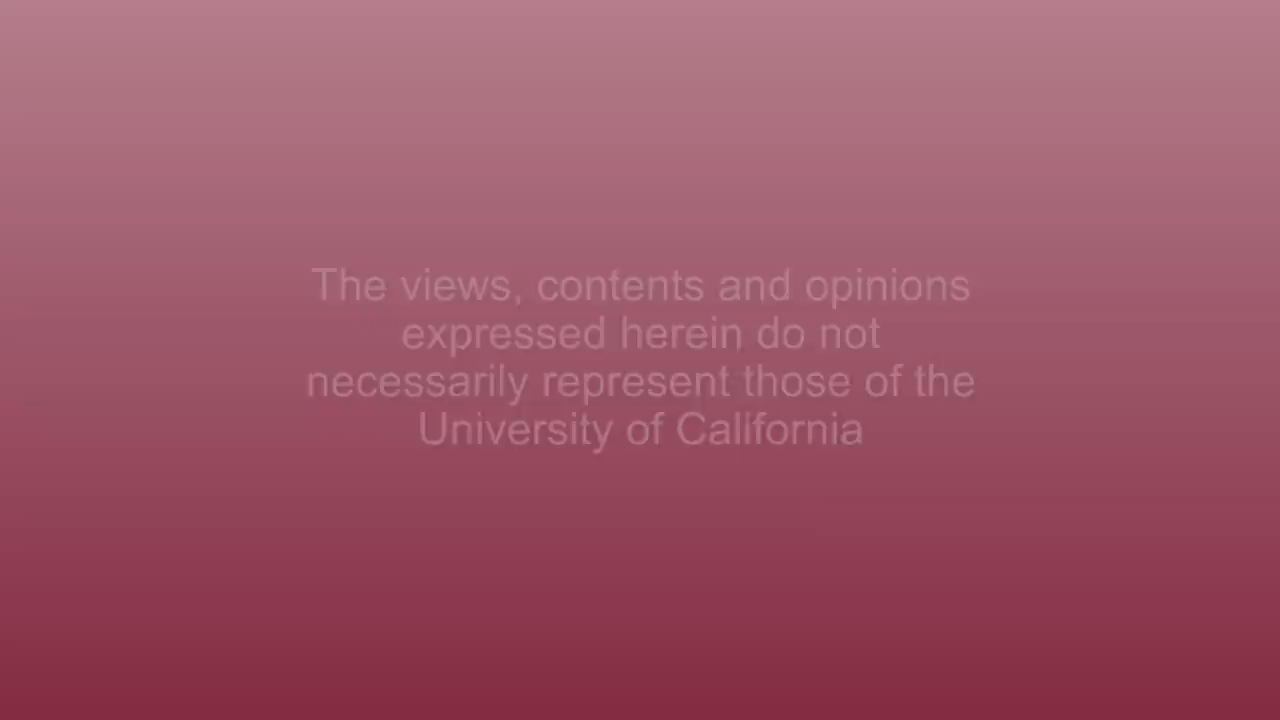 The views, contents and opinions
expressed herein do not
necessarily represent those of the
University of California